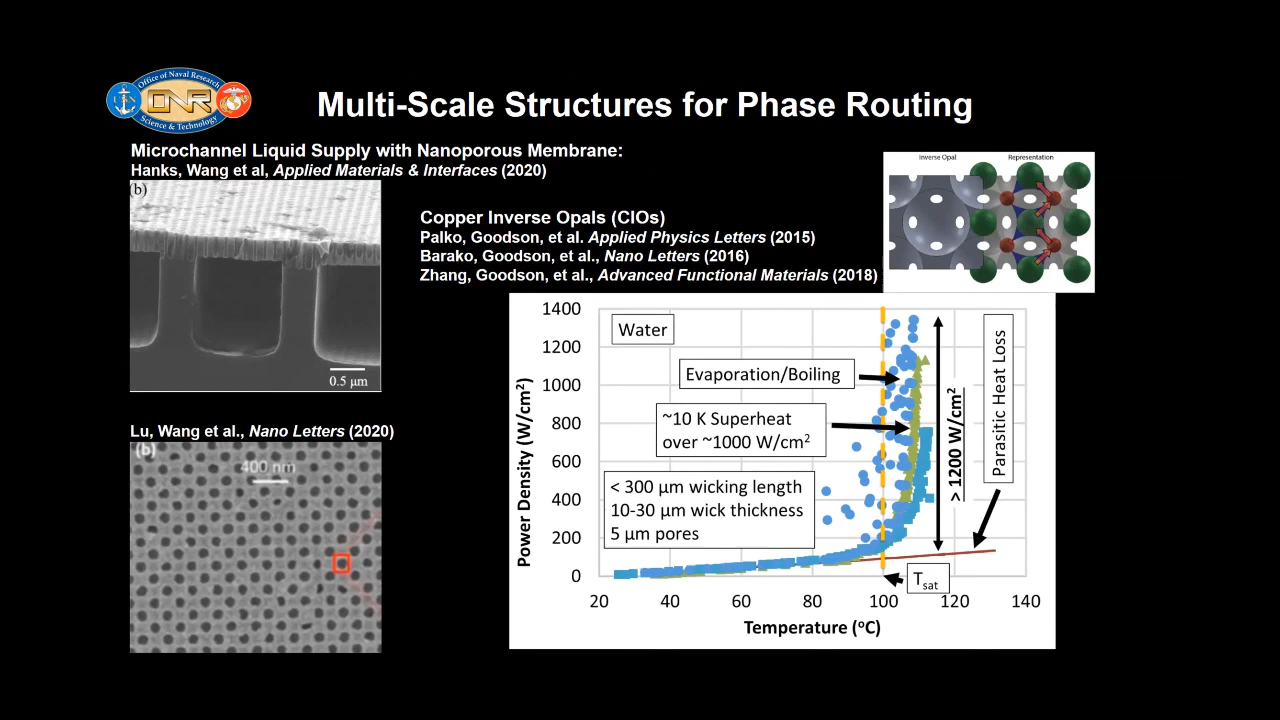 Office of Naval Research
ONR
Science & Technology
Multi-Scale Structures for Phase Routing
Microchannel Liquid Supply with Nanoporous Membrane:
Hanks, Wang et al, Applied Materials & Interfaces (2020)
(b)
0.5 µm
Lu, Wang et al., Nano Letters (2020)
(b)
400 nm
Copper Inverse Opals (CIOs)
Palko, Goodson, et al. Applied Physics Letters (2015)
Barako, Goodson, et al., Nano Letters (2016)
Zhang, Goodson, et al., Advanced Functional Materials (2018)
Inverse Opal
Representation
1400
1200
1000
800
600
400
200
0
Power Density (W/cm²)
Water
Evaporation/Boiling
~10 K Superheat
over ~1000 W/cm²
< 300 µm wicking length
10-30 µm wick thickness
5 µm pores
> 1200 W/cm²
Parasitic Heat Loss
Tsat
20 40 60 80 100 120 140
Temperature (°C)